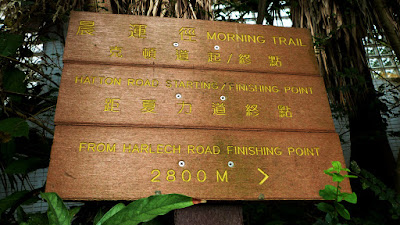 晨運徑 MORNING TRAIL
克頓道起/終點
HATTON ROAD STARTING/FINISHING POINT
距夏力道終點
FROM HARLECH ROAD FINISHING POINT
2800M >